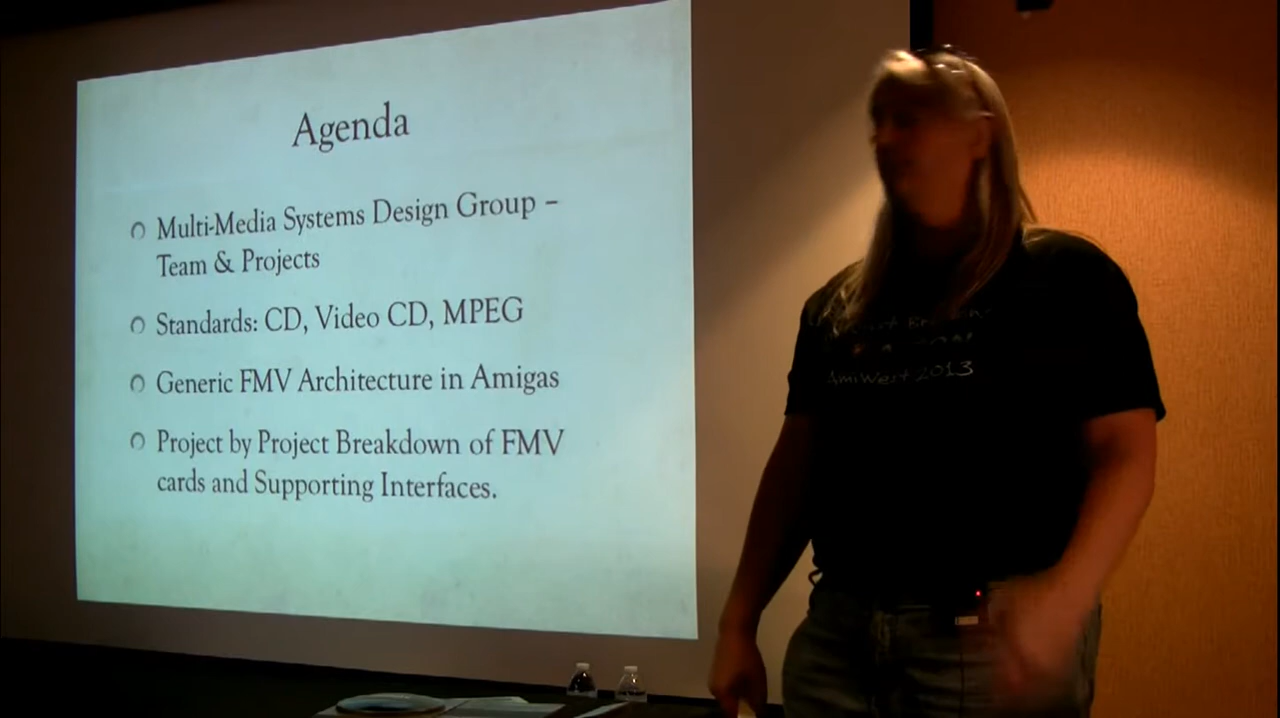 Agenda
Multi-Media Systems Design Group –
Team & Projects
Standards: CD, Video CD, MPEG
Generic FMV Architecture in Amigas
Project by Project Breakdown of FMV
cards and Supporting Interfaces.
AmiWest 2013